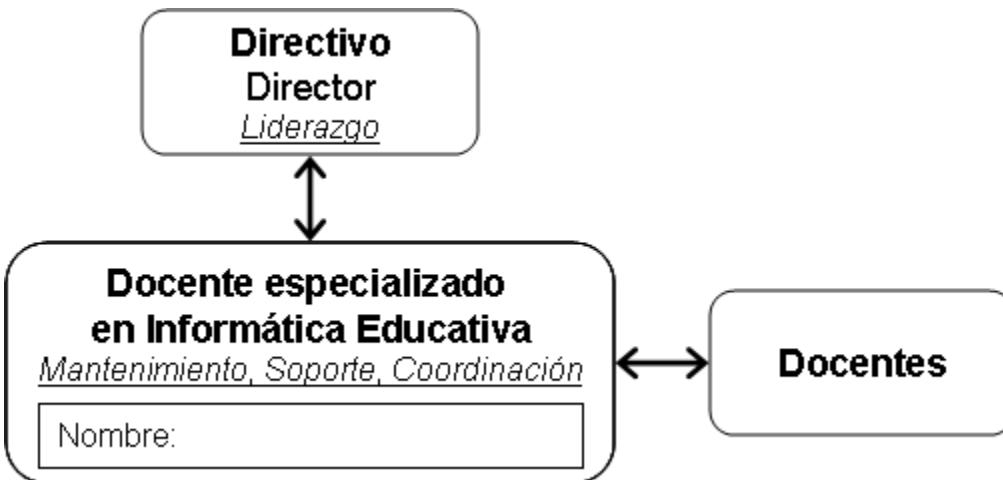 Directivo
Director
Liderazgo
Docente especializado
en Informática Educativa
Mantenimiento, Soporte, Coordinación
Nombre:
Docentes